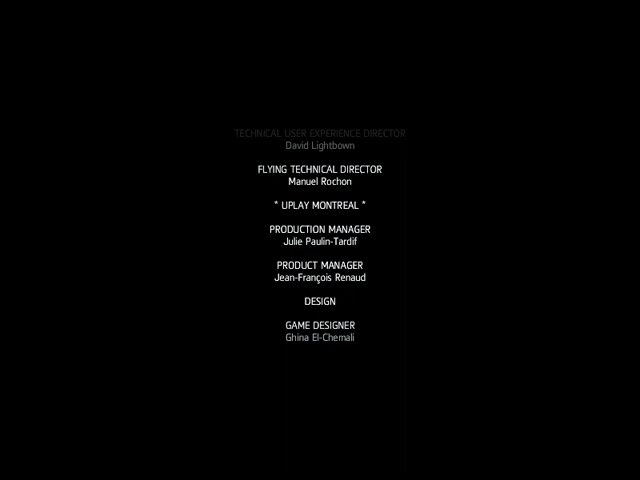 TECHNICAL USER EXPERIENCE DIRECTOR
David Lightbown
FLYING TECHNICAL DIRECTOR
Manuel Rochon
* UPLAY MONTREAL *
PRODUCTION MANAGER
Julie Paulin-Tardif
PRODUCT MANAGER
Jean-François Renaud
DESIGN
GAME DESIGNER
Ghina El-Chemali